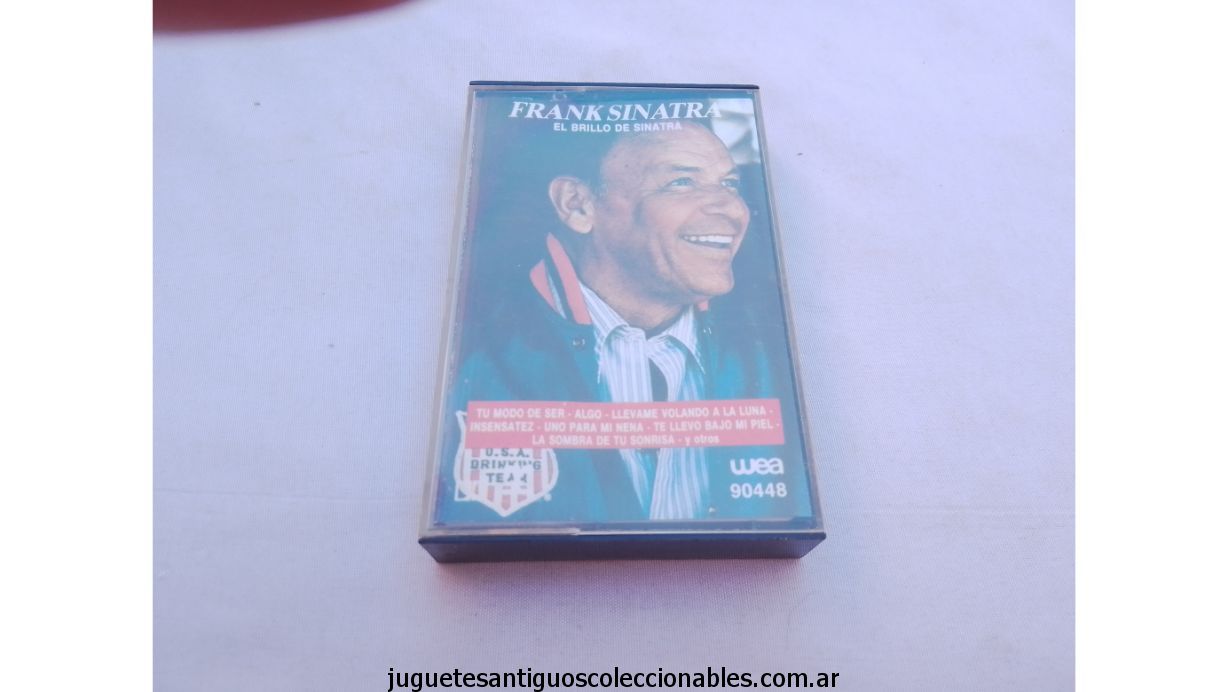 FRANK SINATRA
EL BRILLO DE SINATRA
TU MODO DE SER - ALGO - LLEVAME VOLANDO A LA LUNA -
INSENSATEZ - UNO PARA MI NENA - TE LLEVO BAJO MI PIEL -
LA SOMBRA DE TU SONRISA - y otros
U.S.A.
DRINKING
TEAM
wea
90448
juguetesantiguoscoleccionables.com.ar